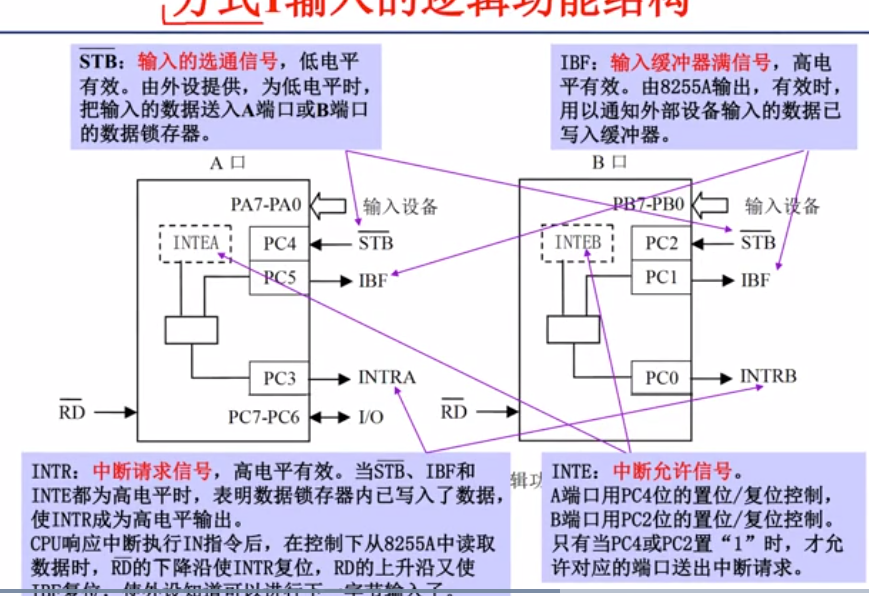 方式1输入的逻辑功能结构
STB：输入的选通信号，低电平
有效。由外设提供，为低电平时，
把输入的数据送入A端口或B端口
的数据锁存器。
IBF：输入缓冲器满信号，高电
平有效。由8255A输出，有效时，
用以通知外部设备输入的数据已
写入缓冲器。
A 口
PA7-PA0
输入设备
INTEA
PC4
STB
PC5
IBF
PC3
INTRA
RD
PC7-PC6
I/O
B 口
PB7-PB0
输入设备
INTEB
PC2
STB
PC1
IBF
PC0
INTRB
RD
辑功
INTR：中断请求信号，高电平有效。当STB、IBF和
INTE都为高电平时，表明数据锁存器内已写入了数据，
使INTR成为高电平输出。
CPU响应中断执行IN指令后，在控制下从8255A中读取
数据时，RD的下降沿使INTR复位，RD的上升沿又使
IBF复位，使外设知道可以进行下一字节输入了。
INTE：中断允许信号。
A端口用PC4位的置位/复位控制，
B端口用PC2位的置位/复位控制。
只有当PC4或PC2置“1”时，才允
许对应的端口送出中断请求。